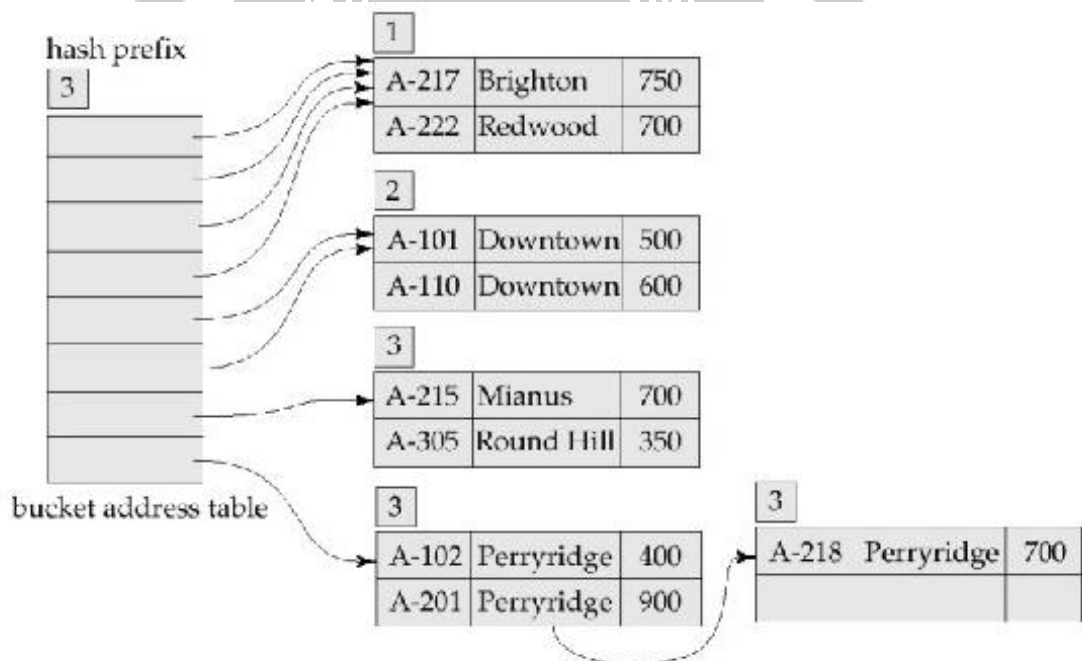 hash prefix
3
bucket address table
1
A-217 Brighton 750
A-222 Redwood 700
2
A-101 Downtown 500
A-110 Downtown 600
3
A-215 Mianus 700
A-305 Round Hill 350
3
A-102 Perryridge 400
A-201 Perryridge 900
3
A-218 Perryridge 700